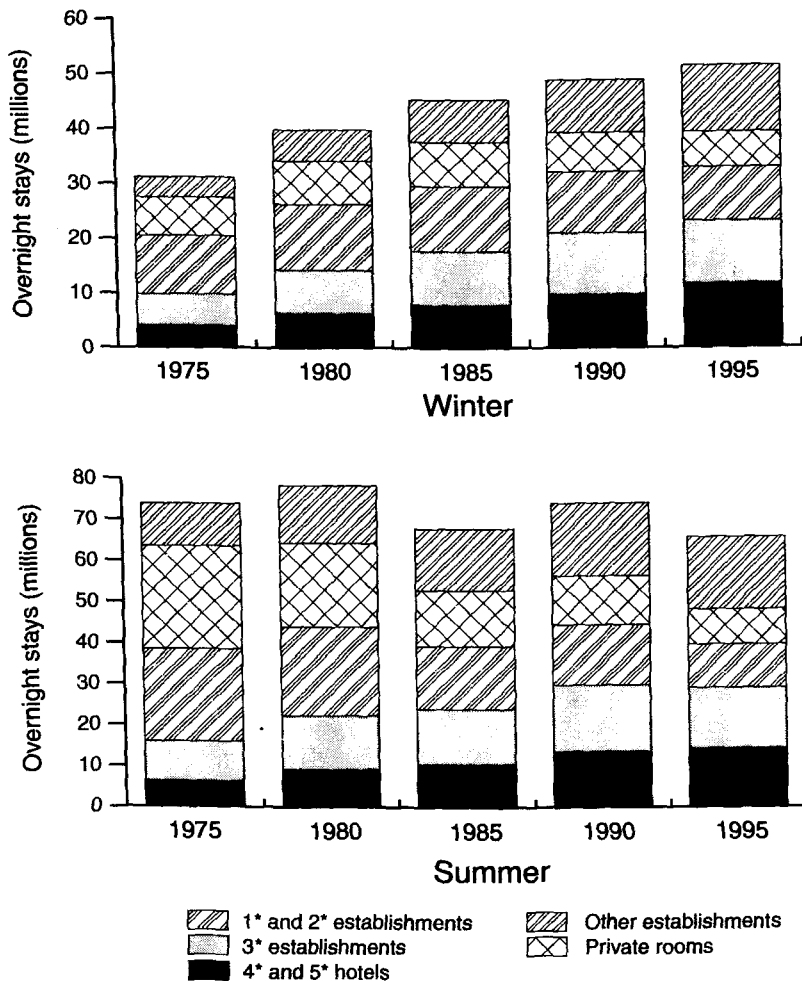 Overnight stays (millions)
60
50
40
30
20
10
0
1975 1980 1985 1990 1995
Winter
Overnight stays (millions)
80
70
60
50
40
30
20
10
0
1975 1980 1985 1990 1995
Summer
1* and 2* establishments
3* establishments
4* and 5* hotels
Other establishments
Private rooms